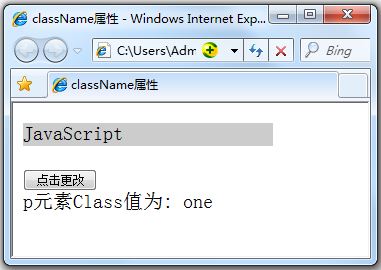 className属性 - Windows Internet Exp...
C:\Users\Adm
Bing
className属性
JavaScript
点击更改
p元素Class值为: one